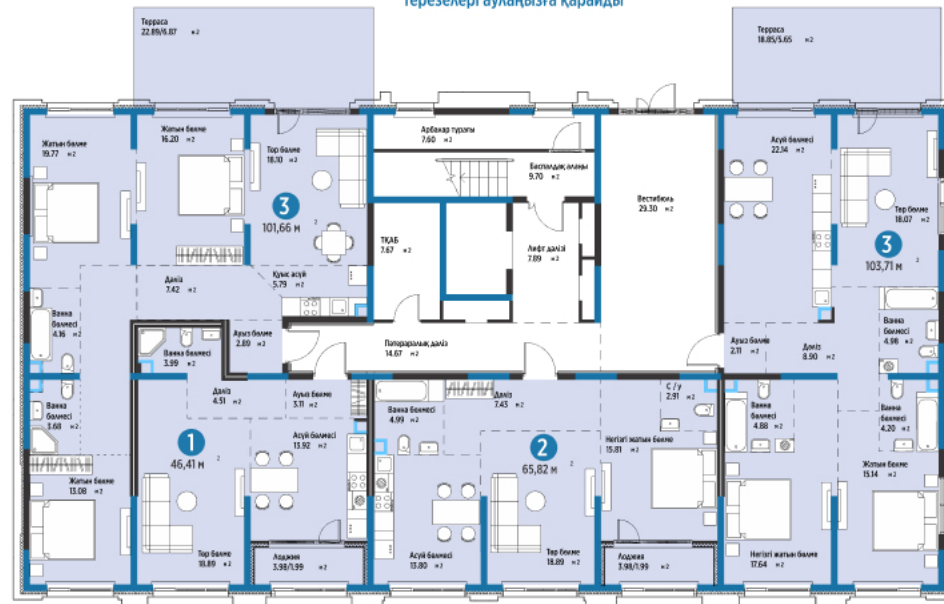 терезелері аулаңызға қарайды
Терраса
22.89/6.87 м2
Терраса
18.85/5.65 м2
Жатын бөлме
19.77 м2
Жатын бөлме
16.20 м2
Төр бөлме
18.10 м2
3
101,66 м2
Қуыс асүй
5.79 м2
Дәліз
7.42 м2
Ванна
бөлмесі
4.16 м2
Ауыз бөлме
2.89 м2
Ванна бөлмесі
3.99 м2
Ванна
бөлмесі
3.68 м2
Жатын бөлме
13.08 м2
Арбалар тұрағы
7.60 м2
Баспалдақ алаңы
9.70 м2
ТҚАБ
7.67 м2
Лифт дәлізі
7.89 м2
Вестибюль
29.30 м2
Пәтераралық дәліз
14.67 м2
Дәліз
4.51 м2
Ауыз бөлме
3.11 м2
1
46,41 м2
Асүй бөлмесі
13.92 м2
Төр бөлме
18.89 м2
Лоджия
3.98/1.99 м2
Ванна бөлмесі
4.99 м2
Дәліз
7.43 м2
С/у
2.91 м2
2
65,82 м2
Негізгі жатын бөлме
15.81 м2
Асүй бөлмесі
13.80 м2
Төр бөлме
18.89 м2
Лоджия
3.98/1.99 м2
Асүй бөлмесі
22.14 м2
Төр бөлме
18.07 м2
3
103,71 м2
Ванна
бөлмесі
4.98 м2
Ауыз бөлме
2.11 м2
Дәліз
8.90 м2
Ванна
бөлмесі
4.88 м2
Ванна
бөлмесі
4.20 м2
Жатын бөлме
15.14 м2
Негізгі жатын бөлме
17.64 м2